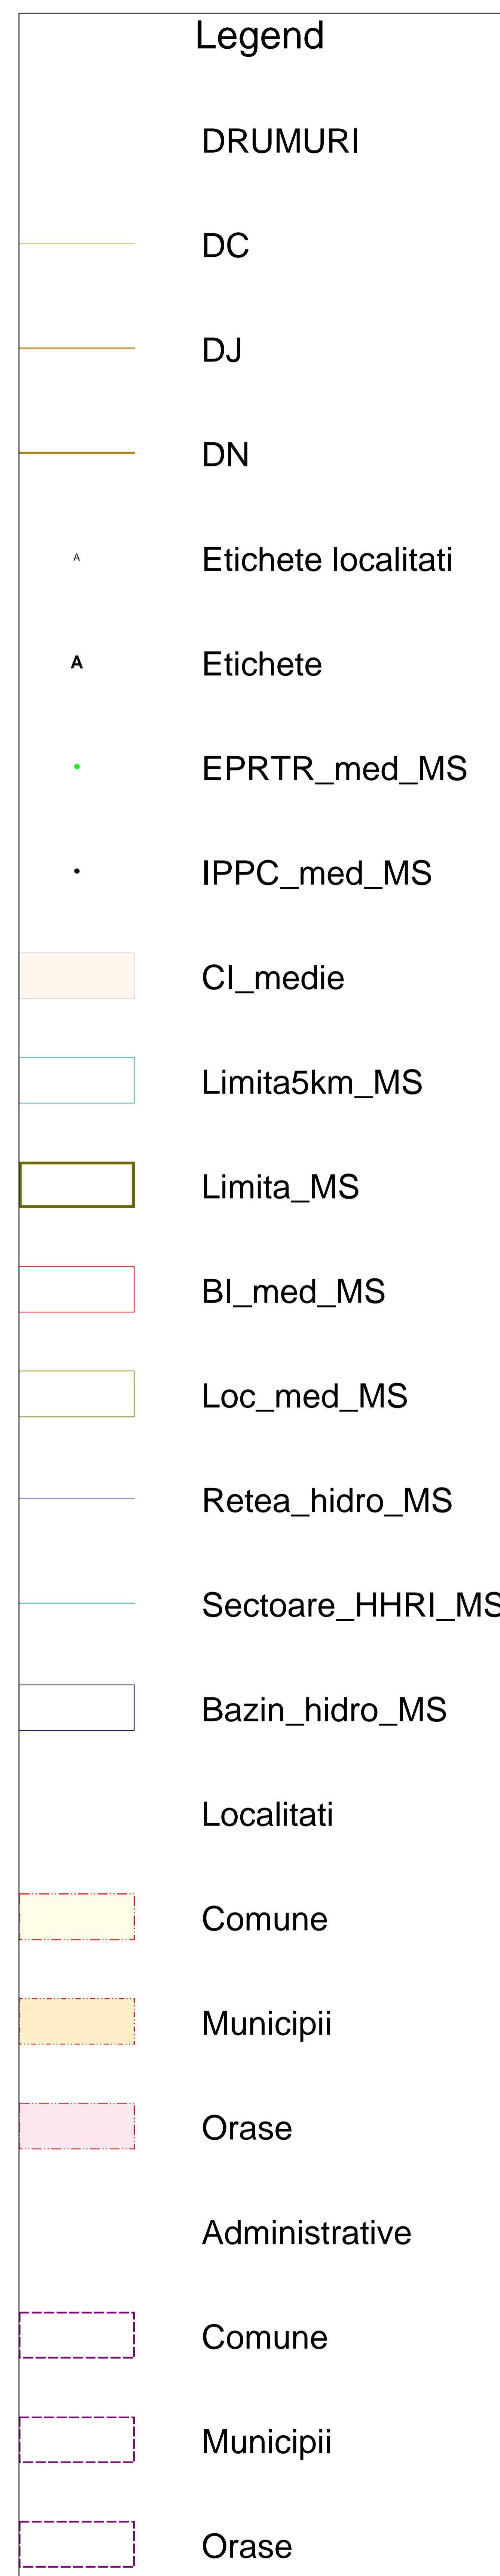 Legend
DRUMURI
DC
DJ
DN
A
Etichete localitati
A
Etichete
EPRTR_med_MS
IPPC_med_MS
CI_medie
Limita5km_MS
Limita_MS
BI_med_MS
Loc_med_MS
Retea_hidro_MS
Sectoare_HHRI_MS
Bazin_hidro_MS
Localitati
Comune
Municipii
Orase
Administrative
Comune
Municipii
Orase